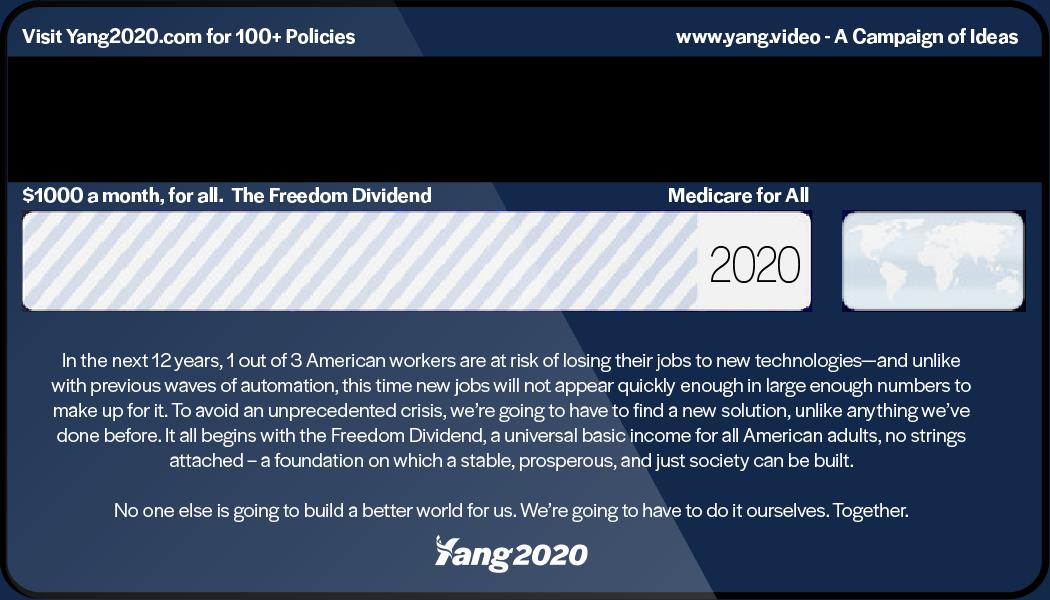 Visit Yang2020.com for 100+ Policies
www.yang.video - A Campaign of Ideas
$1000 a month, for all.  The Freedom Dividend
Medicare for All
2020
In the next 12 years, 1 out of 3 American workers are at risk of losing their jobs to new technologies—and unlike
with previous waves of automation, this time new jobs will not appear quickly enough in large enough numbers to
make up for it. To avoid an unprecedented crisis, we’re going to have to find a new solution, unlike anything we’ve
done before. It all begins with the Freedom Dividend, a universal basic income for all American adults, no strings
attached – a foundation on which a stable, prosperous, and just society can be built.
No one else is going to build a better world for us. We’re going to have to do it ourselves. Together.
Yang2020